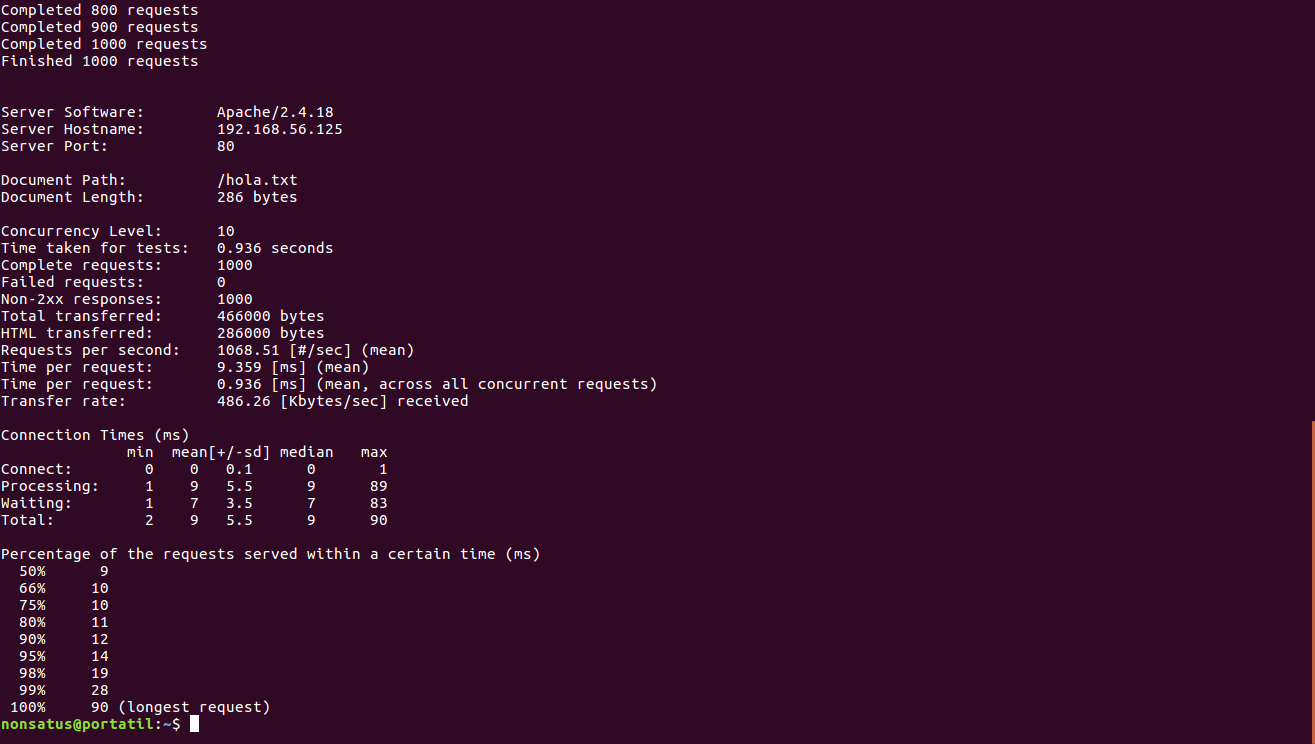 Completed 800 requests
Completed 900 requests
Completed 1000 requests
Finished 1000 requests
Server Software:        Apache/2.4.18
Server Hostname:        192.168.56.125
Server Port:            80
Document Path:          /hola.txt
Document Length:        286 bytes
Concurrency Level:      10
Time taken for tests:   0.936 seconds
Complete requests:      1000
Failed requests:        0
Non-2xx responses:      1000
Total transferred:      466000 bytes
HTML transferred:       286000 bytes
Requests per second:    1068.51 [#/sec] (mean)
Time per request:       9.359 [ms] (mean)
Time per request:       0.936 [ms] (mean, across all concurrent requests)
Transfer rate:          486.26 [Kbytes/sec] received
Connection Times (ms)
              min  mean[+/-sd] median   max
Connect:        0    0   0.1      0       1
Processing:     1    9   5.5      9      89
Waiting:        1    7   3.5      7      83
Total:          2    9   5.5      9      90
Percentage of the requests served within a certain time (ms)
  50%      9
  66%     10
  75%     10
  80%     11
  90%     12
  95%     14
  98%     19
  99%     28
 100%     90 (longest request)
nonsatus@portatil:~$